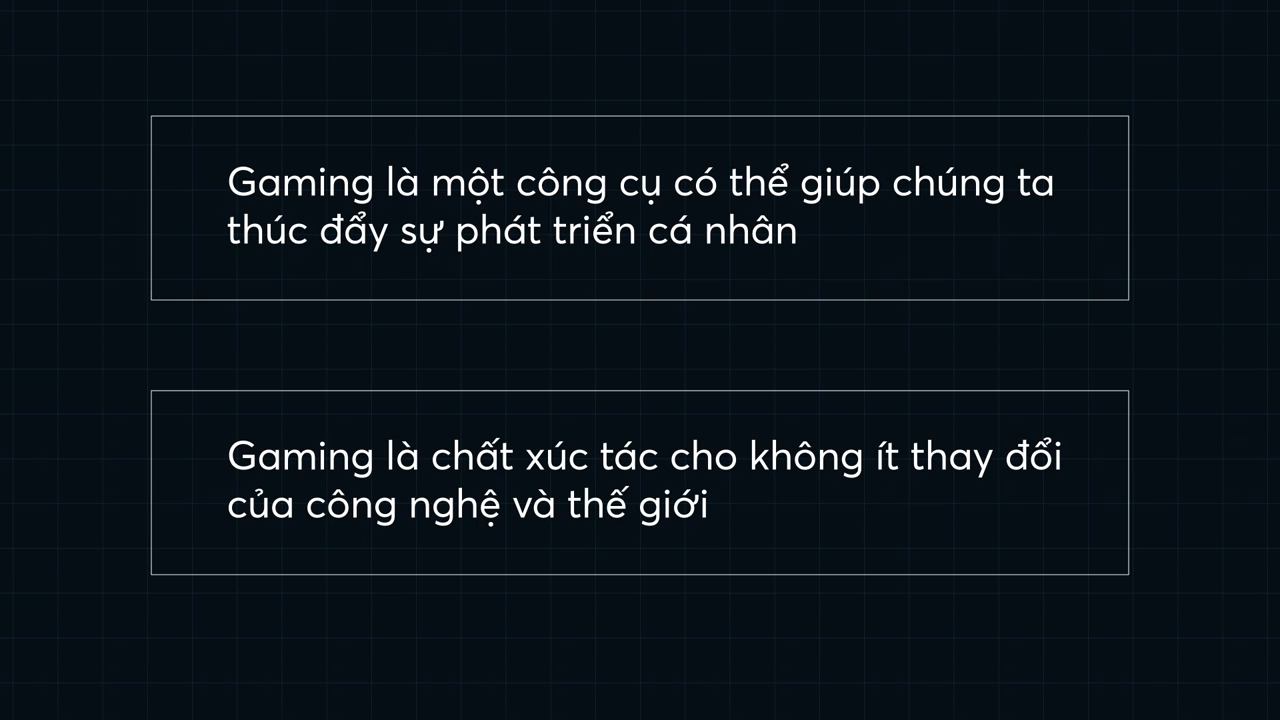 Gaming là một công cụ có thể giúp chúng ta
thúc đẩy sự phát triển cá nhân
Gaming là chất xúc tác cho không ít thay đổi
của công nghệ và thế giới